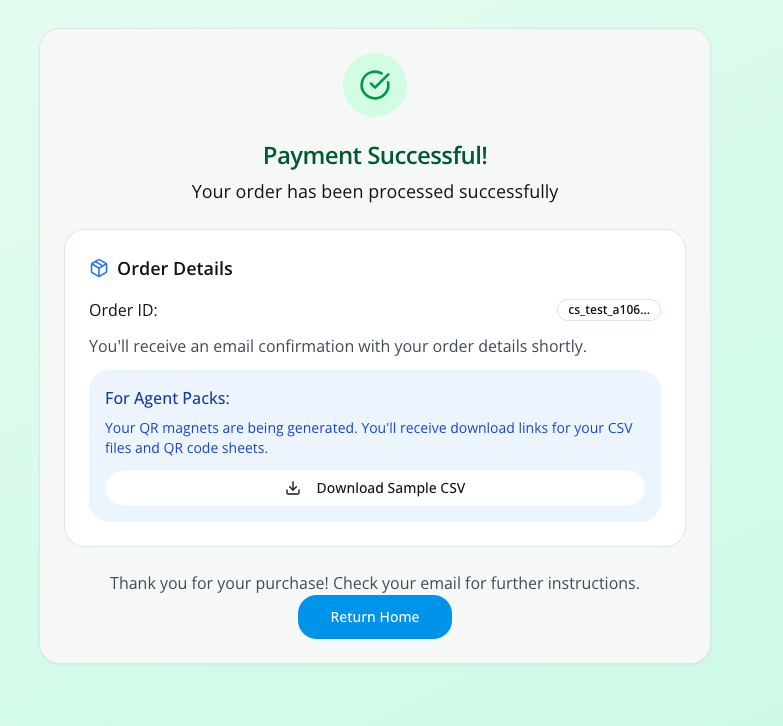 Payment Successful!
Your order has been processed successfully
Order Details
Order ID:
cs_test_a106...
You'll receive an email confirmation with your order details shortly.
For Agent Packs:
Your QR magnets are being generated. You'll receive download links for your CSV
files and QR code sheets.
Download Sample CSV
Thank you for your purchase! Check your email for further instructions.
Return Home